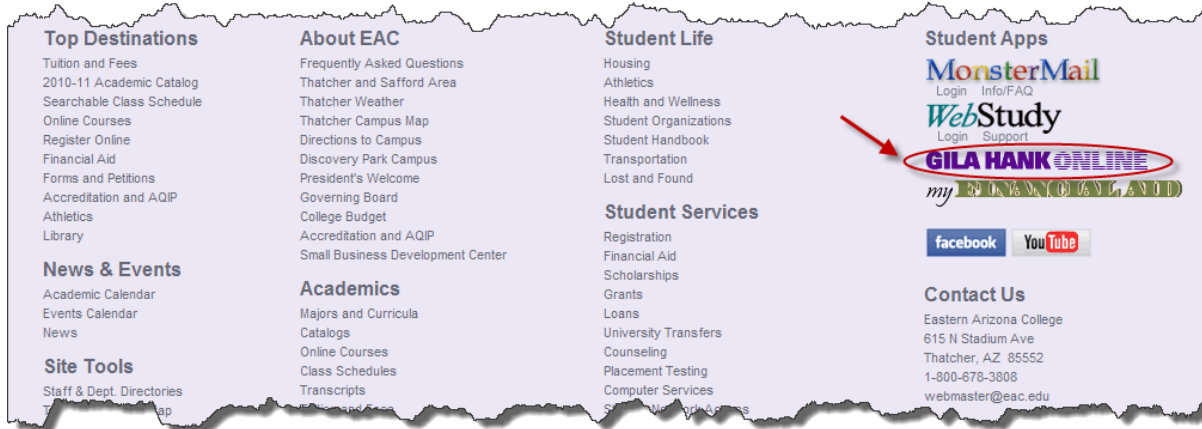 Top Destinations
Tuition and Fees
2010-11 Academic Catalog
Searchable Class Schedule
Online Courses
Register Online
Financial Aid
Forms and Petitions
Accreditation and AQIP
Athletics
Library
News & Events
Academic Calendar
Events Calendar
News
Site Tools
Staff & Dept. Directories
About EAC
Frequently Asked Questions
Thatcher and Safford Area
Thatcher Weather
Thatcher Campus Map
Directions to Campus
Discovery Park Campus
President's Welcome
Governing Board
College Budget
Accreditation and AQIP
Small Business Development Center
Academics
Majors and Curricula
Catalogs
Online Courses
Class Schedules
Transcripts
Student Life
Housing
Athletics
Health and Wellness
Student Organizations
Student Handbook
Transportation
Lost and Found
Student Services
Registration
Financial Aid
Scholarships
Grants
Loans
University Transfers
Counseling
Placement Testing
Computer Services
Student Apps
MonsterMail
Login Info/FAQ
WebStudy
Login Support
GILA HANK ONLINE
my FINANCIAL AID
facebook YouTube
Contact Us
Eastern Arizona College
615 N Stadium Ave
Thatcher, AZ 85552
1-800-678-3808
webmaster@eac.edu